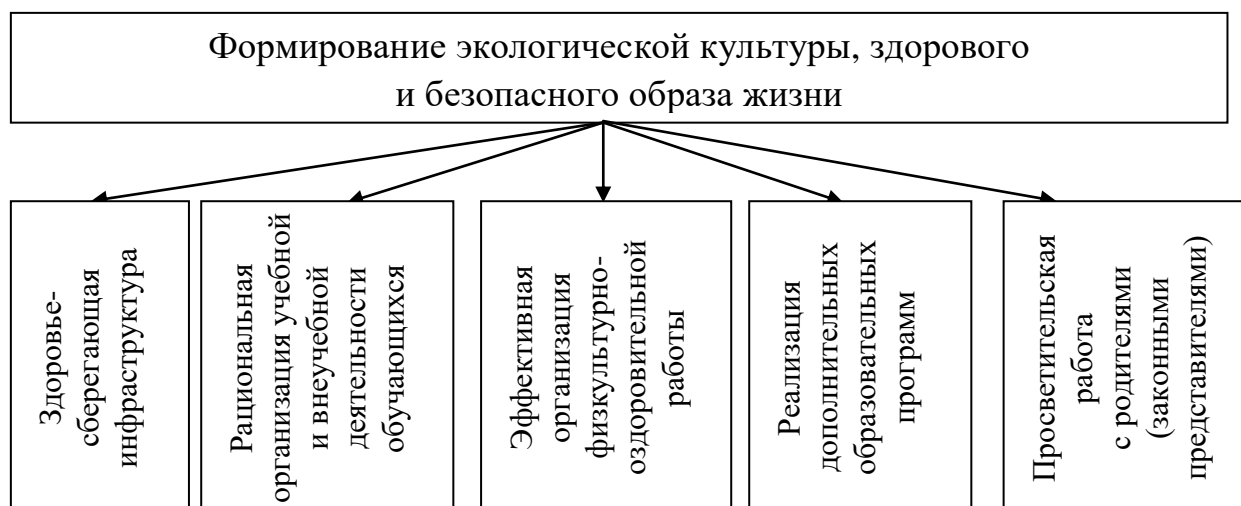 Формирование экологической культуры, здорового
и безопасного образа жизни
Здоровье-
сберегающая
инфраструктура
Рациональная
организация учебной
и внеучебной
деятельности
обучающихся
Эффективная
организация
физкультурно-
оздоровительной
работы
Реализация
дополнительных
образовательных
программ
Просветительская
работа
с родителями
(законными
представителями)